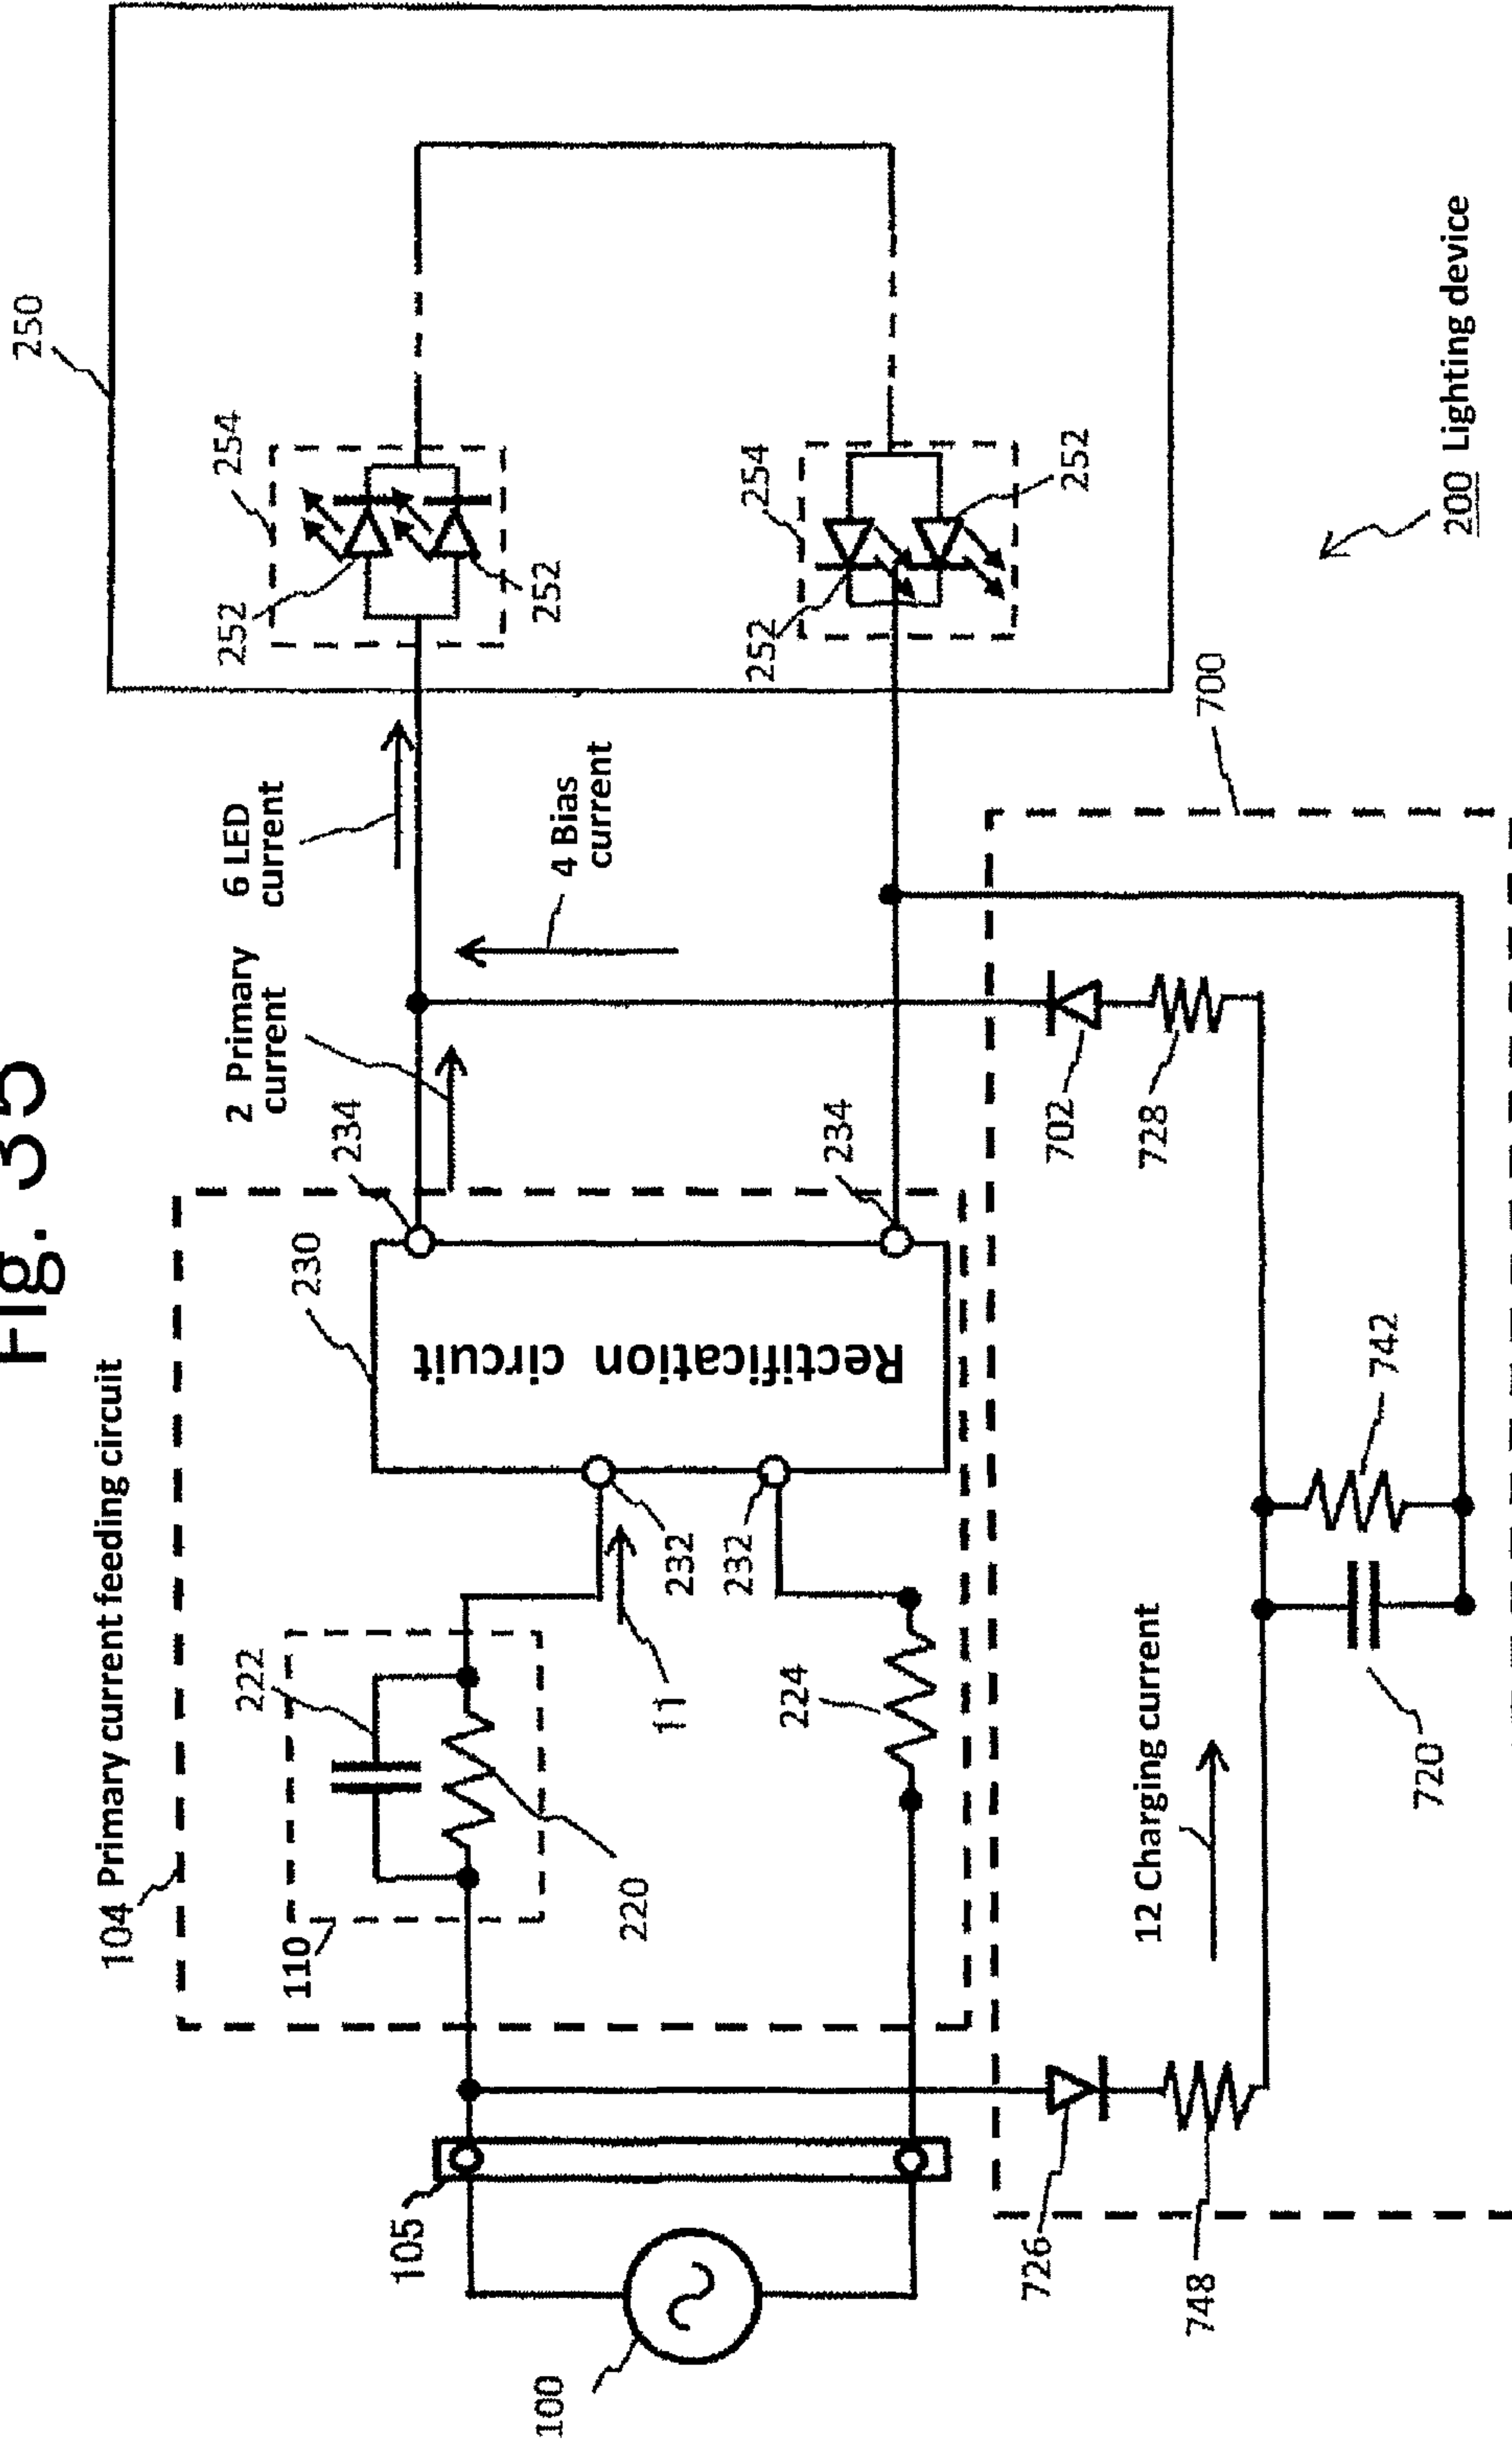 Fig. 35
104 Primary current feeding circuit
250
254
252
252
254
252
252
6 LED
current
2 Primary
current
4 Bias
current
234
234
230
Rectification circuit
222
110
220
11
232
232
224
105
100
700
702
728
742
720
12 Charging current
726
748
200 Lighting device